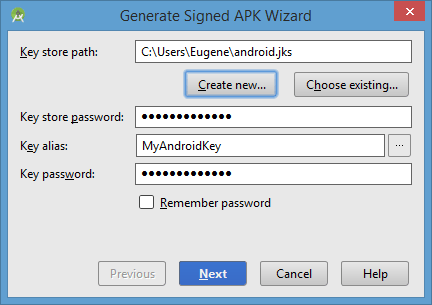 Generate Signed APK Wizard
Key store path: C:\Users\Eugene\android.jks
Create new... Choose existing...
Key store password: •••••••••••••
Key alias: MyAndroidKey ...
Key password: •••••••••••••
Remember password
Previous Next Cancel Help